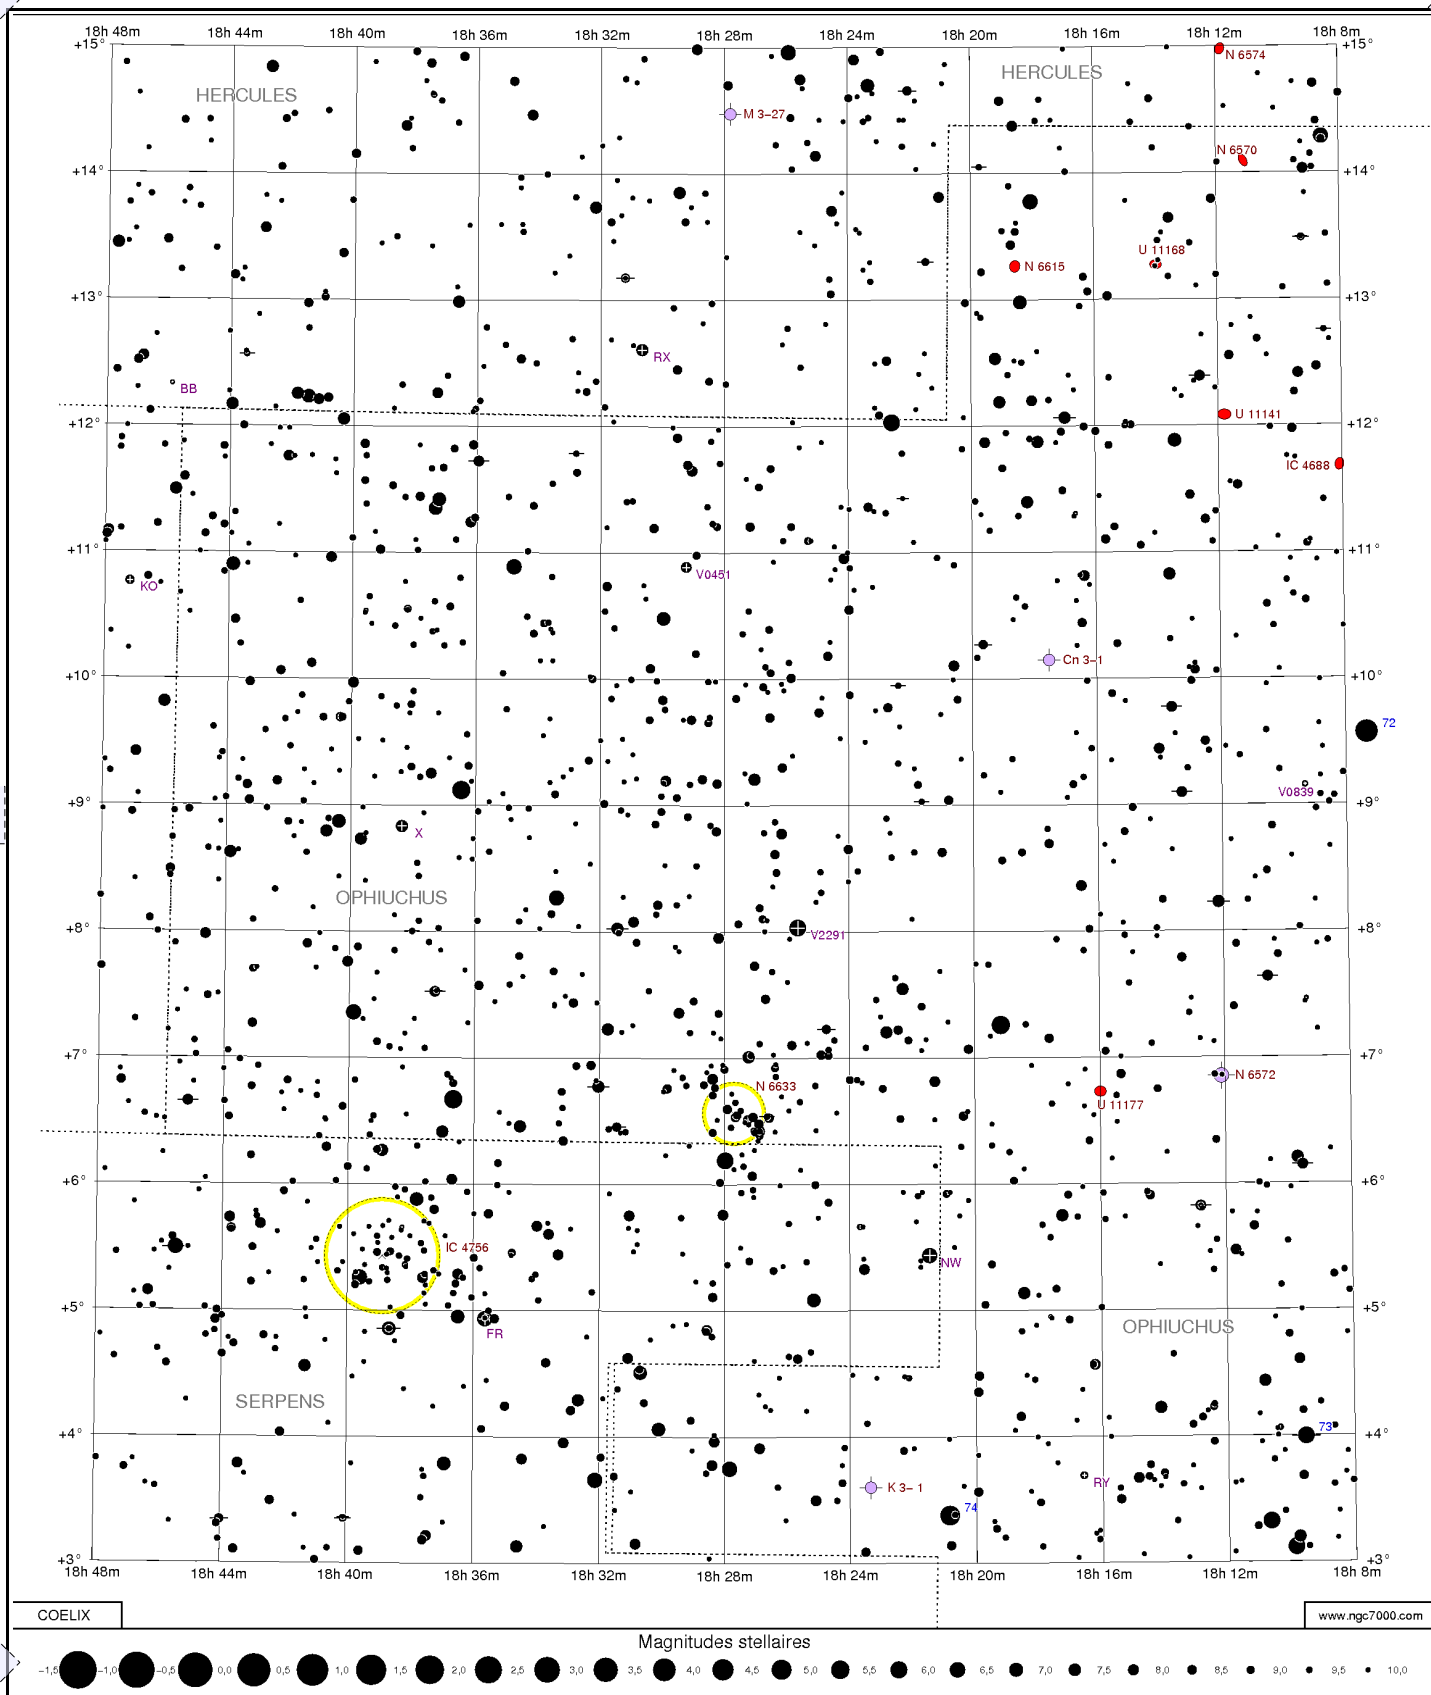 18h 48m 18h 44m 18h 40m 18h 36m 18h 32m 18h 28m 18h 24m 18h 20m 18h 16m 18h 12m 18h 8m
+15° +15°
N 6574
HERCULES
HERCULES
M 3-27
N 6570
+14° +14°
U 11168
N 6615
+13° +13°
RX
BB
U 11141
+12° +12°
IC 4688
+11° +11°
V0451
KO
Cn 3-1
+10° +10°
72
V0839
+9° +9°
X
OPHIUCHUS
+8° +8°
V2291
+7° +7°
N 6572
N 6633
U 11177
+6° +6°
IC 4756
NW
+5° +5°
FR
OPHIUCHUS
SERPENS
73
+4° +4°
RY
K 3- 1
74
+3° +3°
18h 48m 18h 44m 18h 40m 18h 36m 18h 32m 18h 28m 18h 24m 18h 20m 18h 16m 18h 12m 18h 8m
COELIX
www.ngc7000.com
Magnitudes stellaires
-1,5 -1,0 -0,5 0,0 0,5 1,0 1,5 2,0 2,5 3,0 3,5 4,0 4,5 5,0 5,5 6,0 6,5 7,0 7,5 8,0 8,5 9,0 9,5 10,0